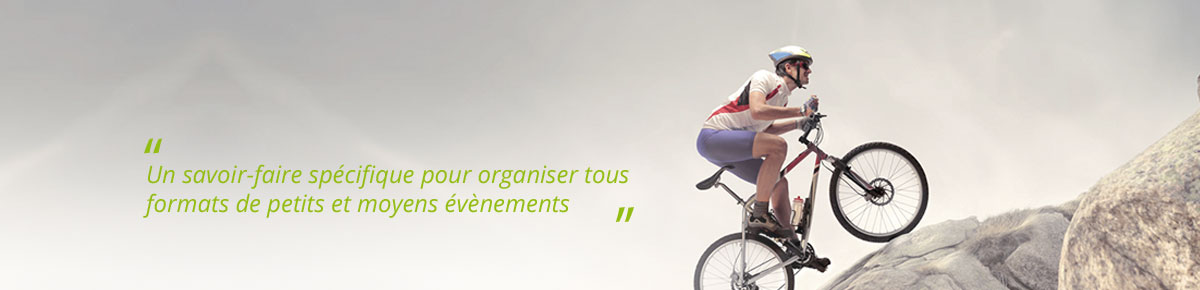 “
Un savoir-faire spécifique pour organiser tous
formats de petits et moyens évènements
”